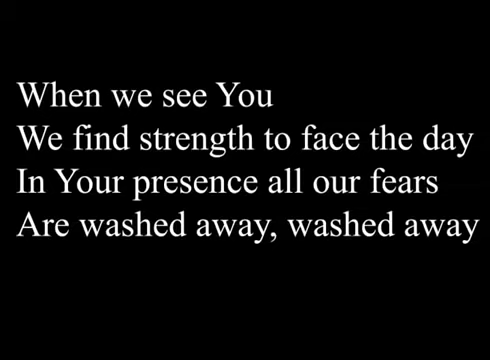 When we see You
We find strength to face the day
In Your presence all our fears
Are washed away, washed away